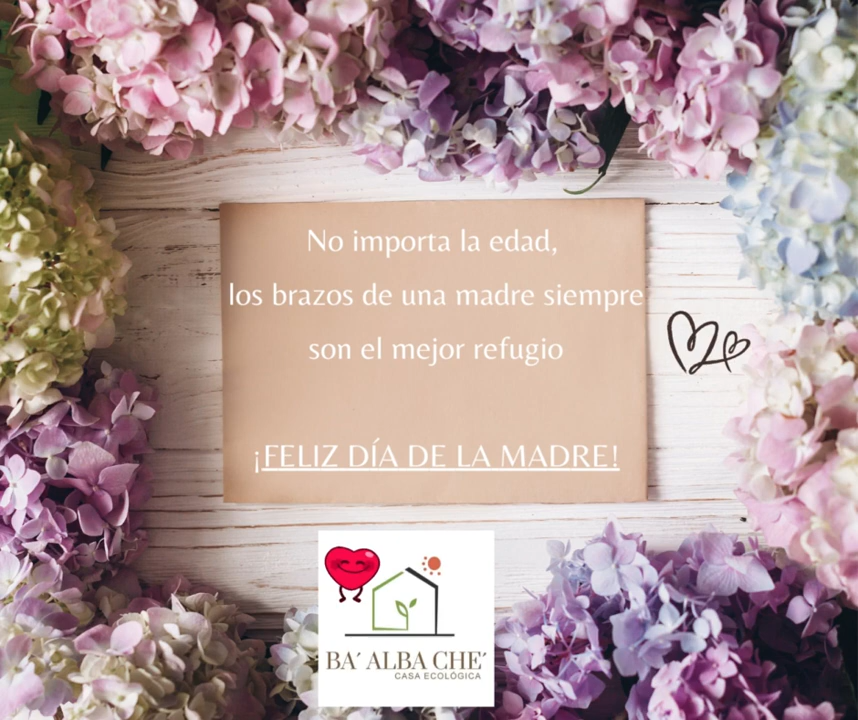 No importa la edad,
los brazos de una madre siempre
son el mejor refugio
¡FELIZ DÍA DE LA MADRE!
BA´ ALBA CHE´
CASA ECOLÓGICA